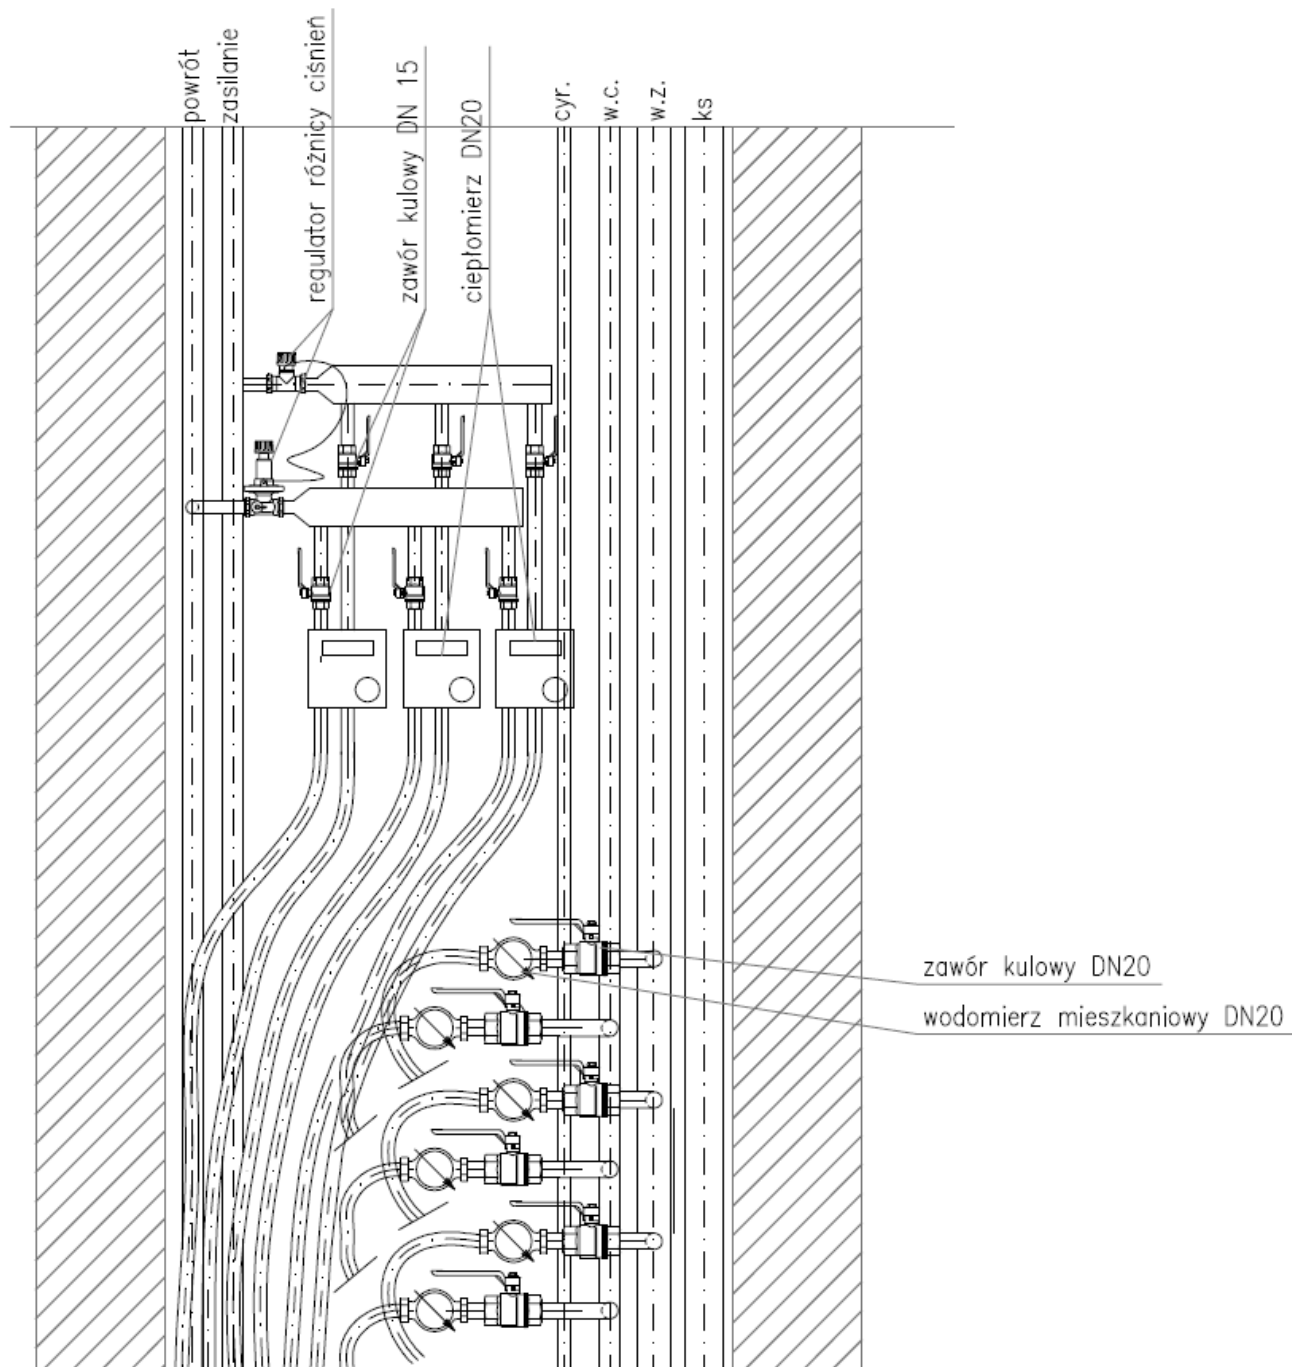 powrót
zasilanie
regulator różnicy ciśnień
zawór kulowy DN 15
ciepłomierz DN20
cyr.
w.c.
w.z.
ks
zawór kulowy DN20
wodomierz mieszkaniowy DN20